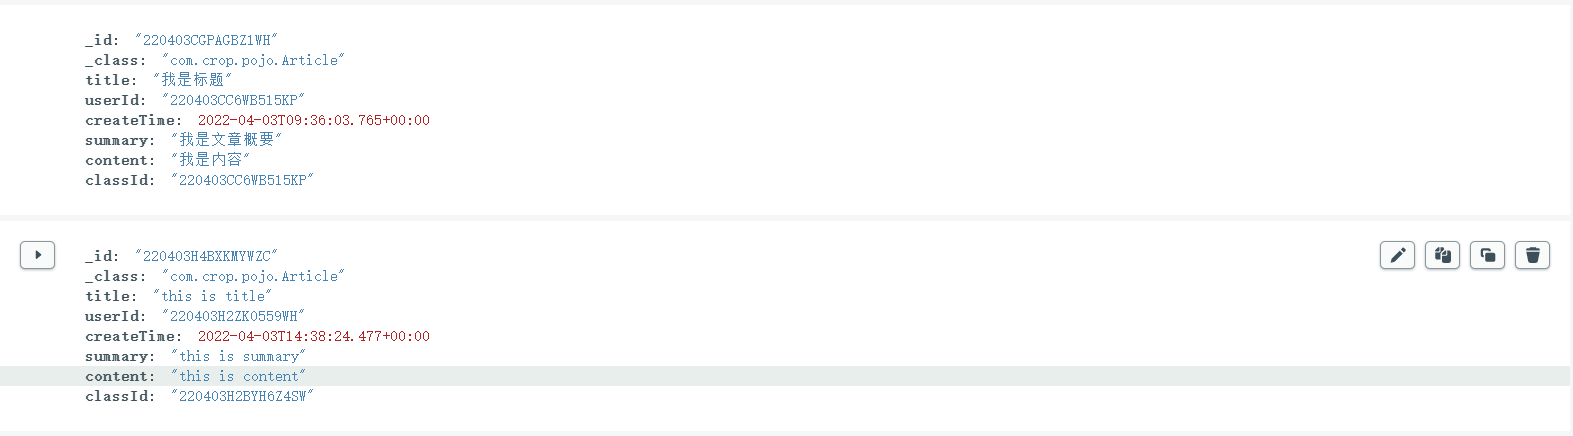 _id: "220403CGPAGBZ1WH"
_class: "com.crop.pojo.Article"
title: "我是标题"
userId: "220403CC6WB515KP"
createTime: 2022-04-03T09:36:03.765+00:00
summary: "我是文章概要"
content: "我是内容"
classId: "220403CC6WB515KP"
_id: "220403H4BXKMYWZC"
_class: "com.crop.pojo.Article"
title: "this is title"
userId: "220403H2ZK0559WH"
createTime: 2022-04-03T14:38:24.477+00:00
summary: "this is summary"
content: "this is content"
classId: "220403H2BYH6Z4SW"